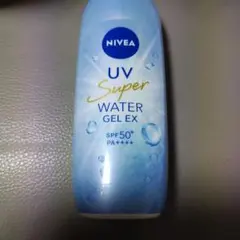 NIVEA
UV
Super
WATER
GEL EX
SPF50+
PA++++